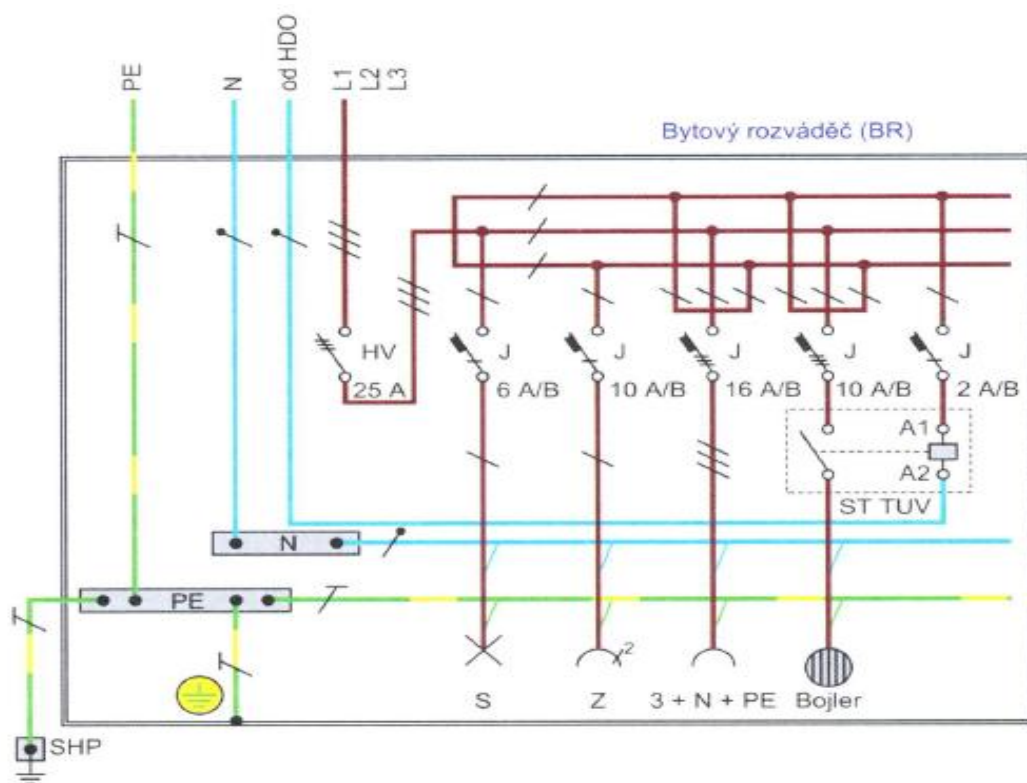 PE
N
od HDO
L1
L2
L3
Bytový rozváděč (BR)
HV
25 A
J
6 A/B
J
10 A/B
J
16 A/B
J
10 A/B
J
2 A/B
A1
A2
ST TUV
N
PE
S
2
Z
3 + N + PE
Bojler
SHP